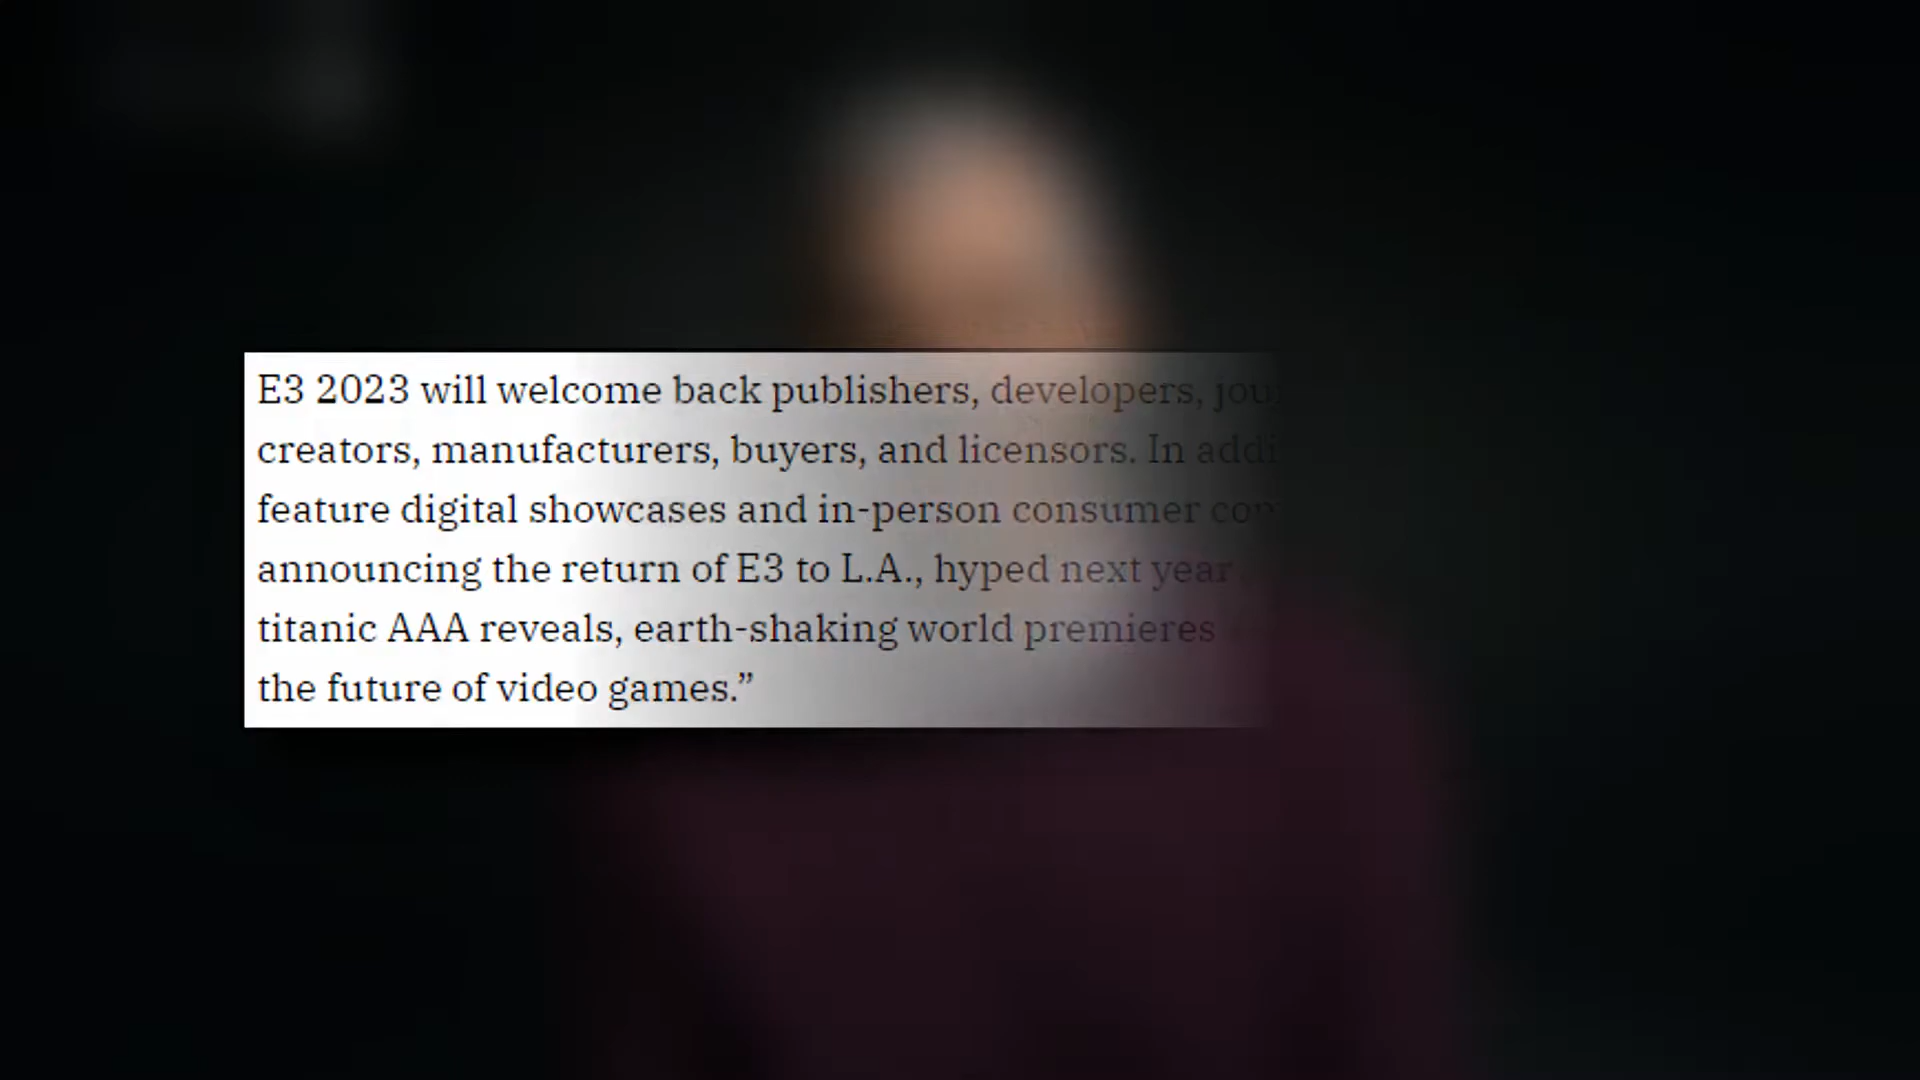 E3 2023 will welcome back publishers, developers,
creators, manufacturers, buyers, and licensors. In
feature digital showcases and in-person consumer
announcing the return of E3 to L.A., hyped next year
titanic AAA reveals, earth-shaking world premieres
the future of video games.”